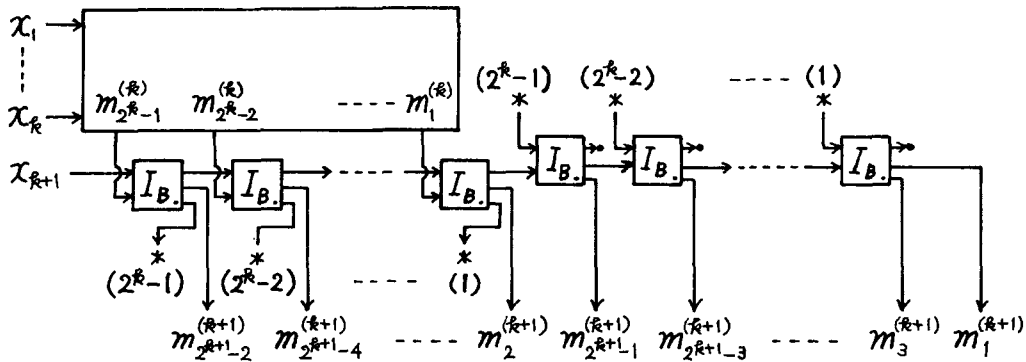 x₁
x_k
m^{(k)}_{2^k-1} m^{(k)}_{2^k-2} ---- m^{(k)}_1
(2^k-1) (2^k-2) ---- (1)
* * *
x_{k+1}
I_B. I_B. I_B. I_B. I_B. I_B.
* * *
(2^k-1) (2^k-2) ---- (1)
m^{(k+1)}_{2^{k+1}-2} m^{(k+1)}_{2^{k+1}-4} ---- m^{(k+1)}_2 m^{(k+1)}_{2^{k+1}-1} m^{(k+1)}_{2^{k+1}-3} ---- m^{(k+1)}_3 m^{(k+1)}_1